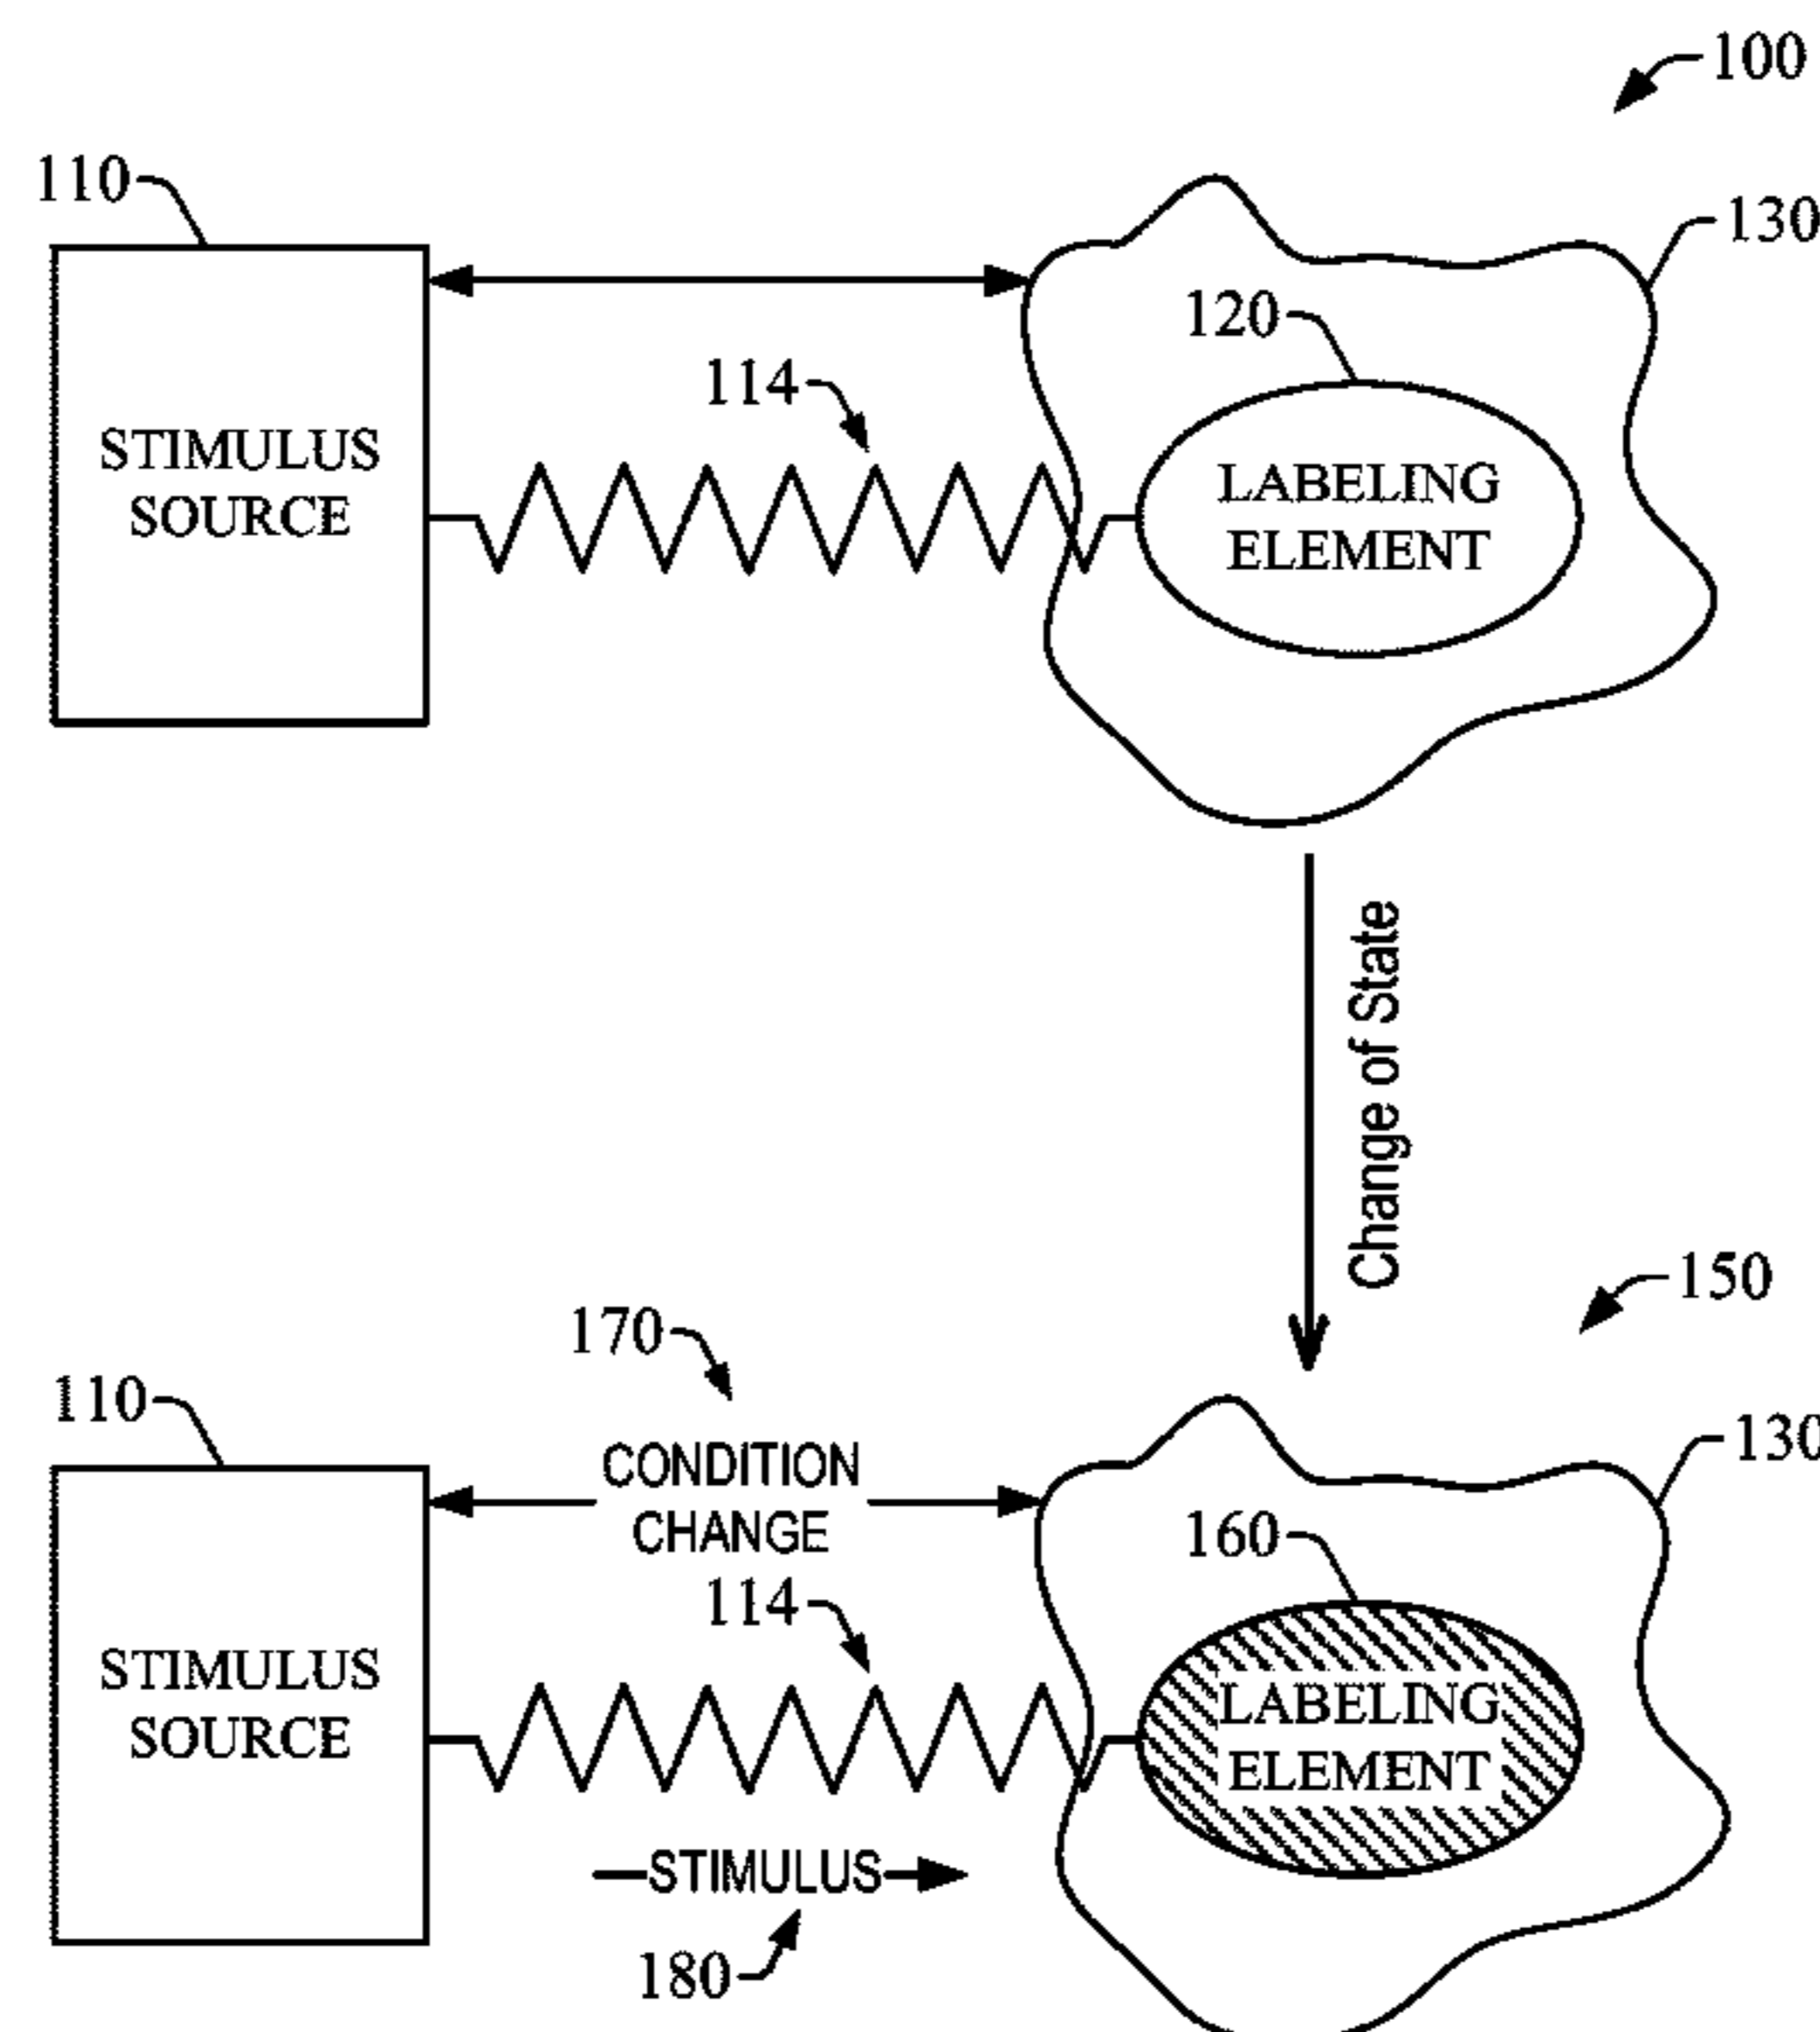 100
110
130
120
114
STIMULUS
SOURCE
LABELING
ELEMENT
Change of State
150
170
110
130
CONDITION
CHANGE
160
114
STIMULUS
SOURCE
LABELING
ELEMENT
STIMULUS
180